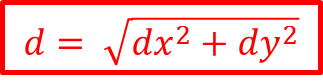 d = √(dx² + dy²)